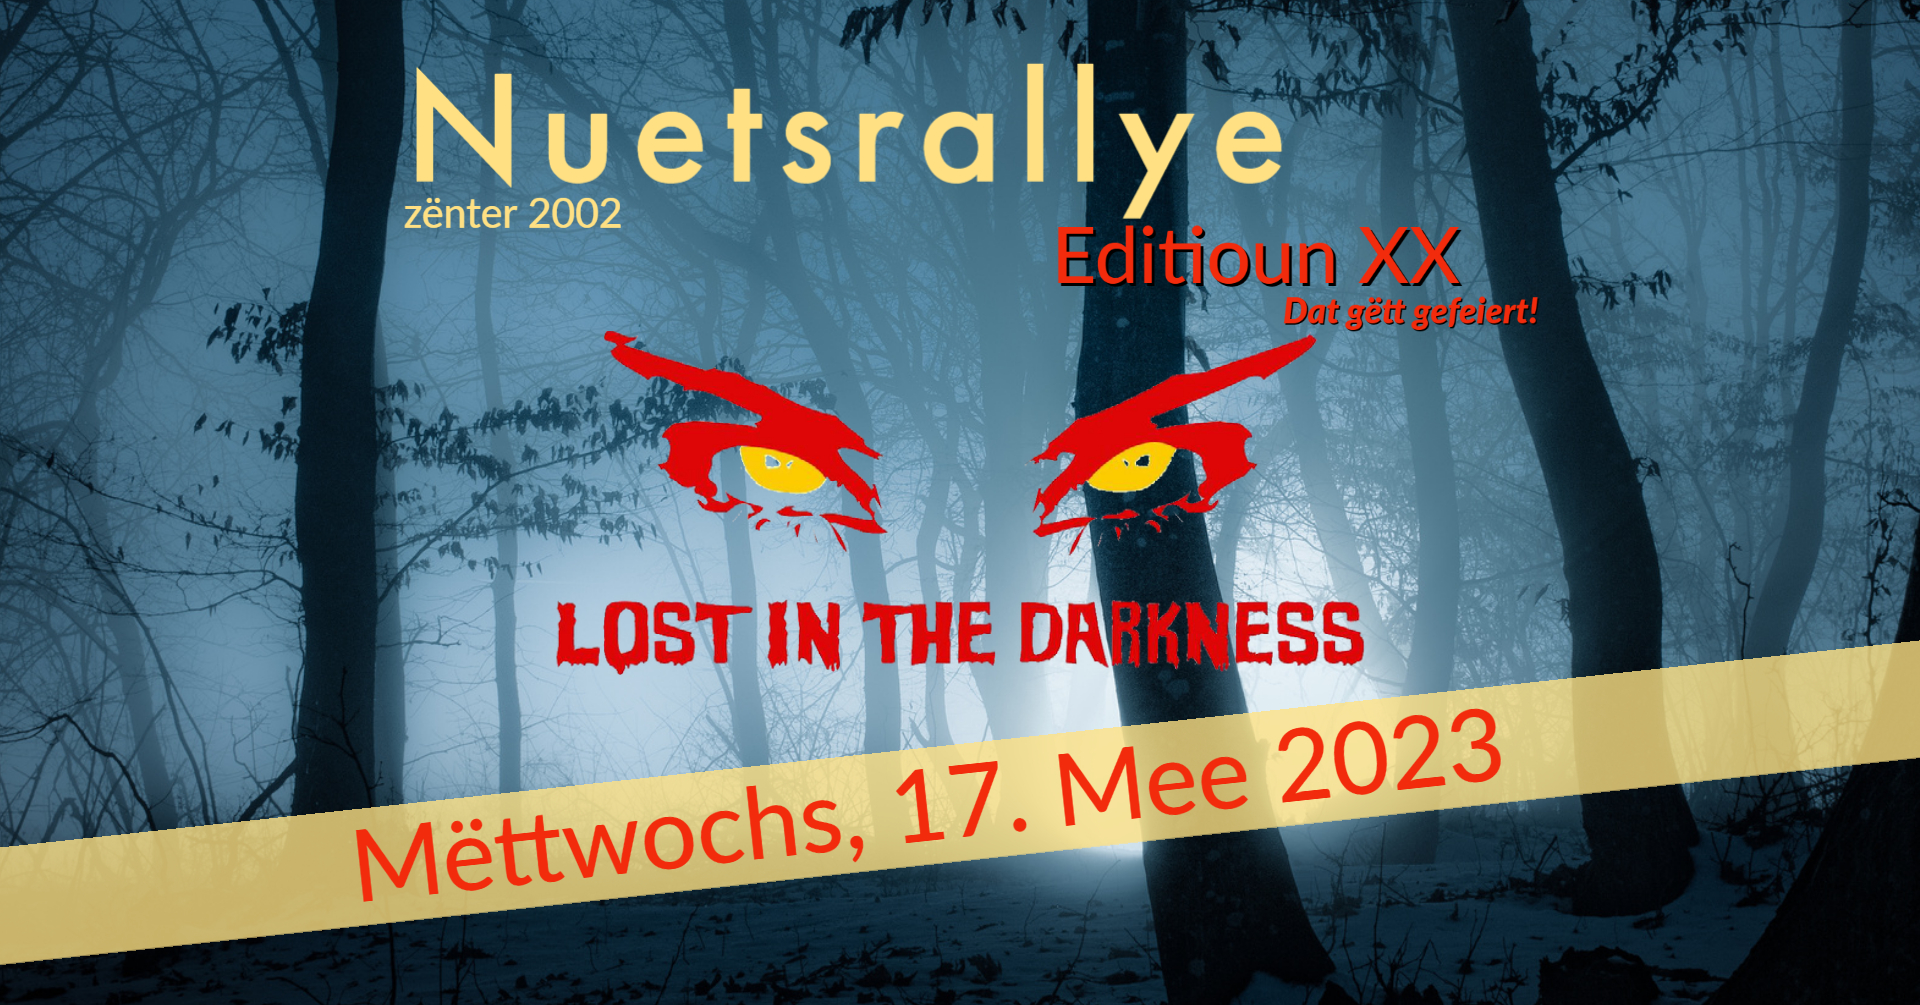 Nuetsrallye
zënter 2002
Editioun XX
Dat gëtt gefeiert!
LOST IN THE DARKNESS
Mëttwochs, 17. Mee 2023